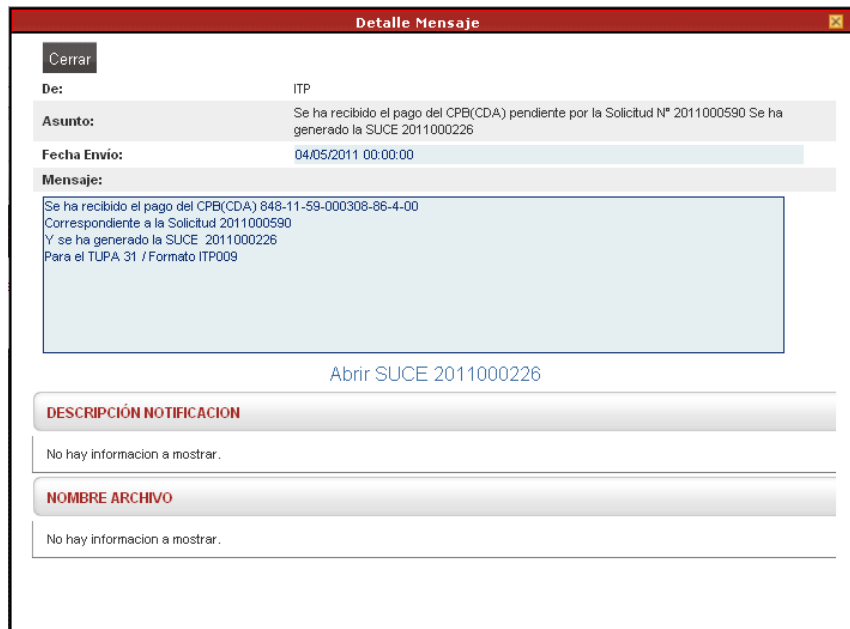 Detalle Mensaje
Cerrar
De: ITP
Asunto: Se ha recibido el pago del CPB(CDA) pendiente por la Solicitud N° 2011000590 Se ha
generado la SUCE 2011000226
Fecha Envío: 04/05/2011 00:00:00
Mensaje:
Se ha recibido el pago del CPB(CDA) 848-11-59-000308-86-4-00
Correspondiente a la Solicitud 2011000590
Y se ha generado la SUCE 2011000226
Para el TUPA 31 / Formato ITP009
Abrir SUCE 2011000226
DESCRIPCIÓN NOTIFICACION
No hay informacion a mostrar.
NOMBRE ARCHIVO
No hay informacion a mostrar.